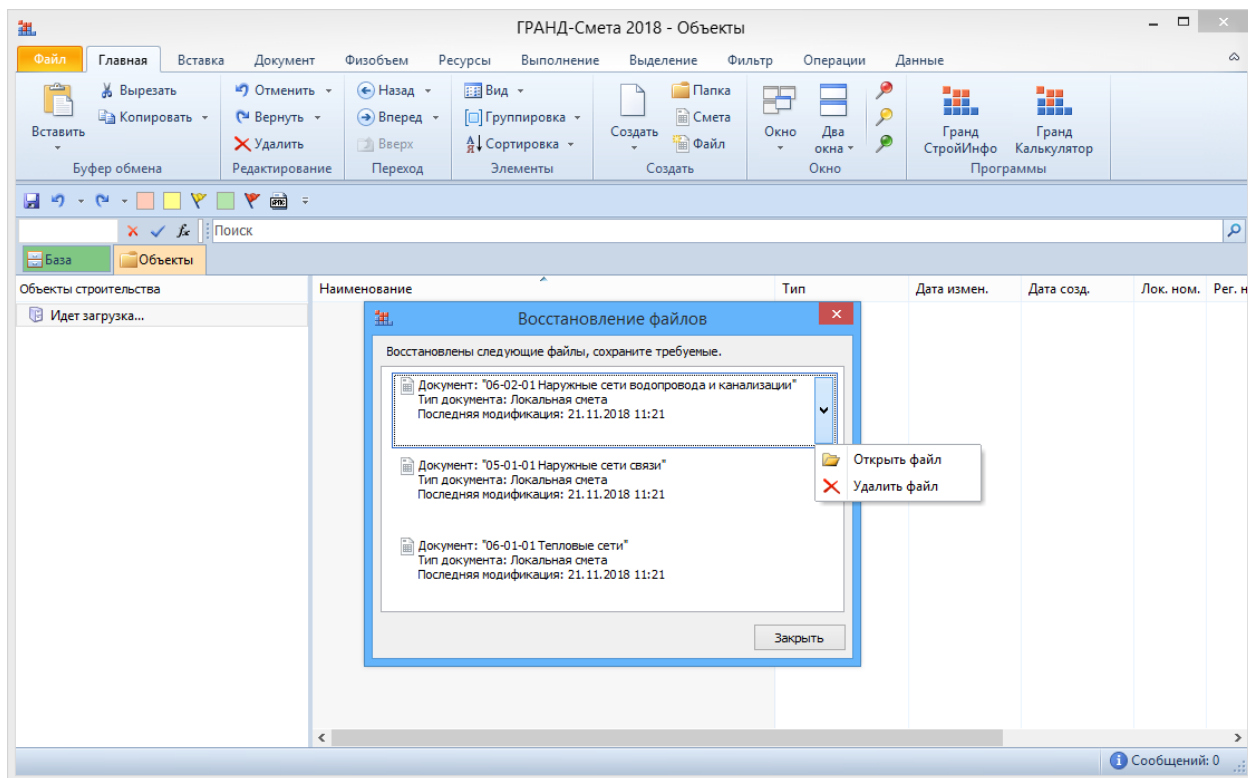 ГРАНД-Смета 2018 - Объекты
Файл Главная Вставка Документ Физобъем Ресурсы Выполнение Выделение Фильтр Операции Данные
Вставить
Вырезать
Копировать
Буфер обмена
Отменить
Вернуть
Удалить
Редактирование
Назад
Вперед
Вверх
Переход
Вид
Группировка
Сортировка
Элементы
Создать
Папка
Смета
Файл
Создать
Окно
Два
окна
Окно
Гранд
СтройИнфо
Гранд
Калькулятор
Программы
fx Поиск
База Объекты
Объекты строительства Наименование Тип Дата измен. Дата созд. Лок. ном. Рег. н
Идет загрузка...
Восстановление файлов
Восстановлены следующие файлы, сохраните требуемые.
Документ: "06-02-01 Наружные сети водопровода и канализации"
Тип документа: Локальная смета
Последняя модификация: 21.11.2018 11:21
Открыть файл
Удалить файл
Документ: "05-01-01 Наружные сети связи"
Тип документа: Локальная смета
Последняя модификация: 21.11.2018 11:21
Документ: "06-01-01 Тепловые сети"
Тип документа: Локальная смета
Последняя модификация: 21.11.2018 11:21
Закрыть
Сообщений: 0